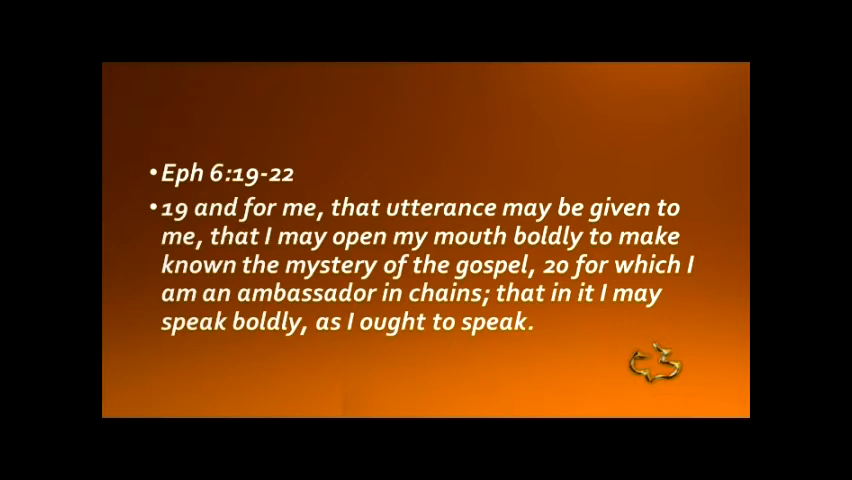 •Eph 6:19-22
•19 and for me, that utterance may be given to
me, that I may open my mouth boldly to make
known the mystery of the gospel, 20 for which I
am an ambassador in chains; that in it I may
speak boldly, as I ought to speak.